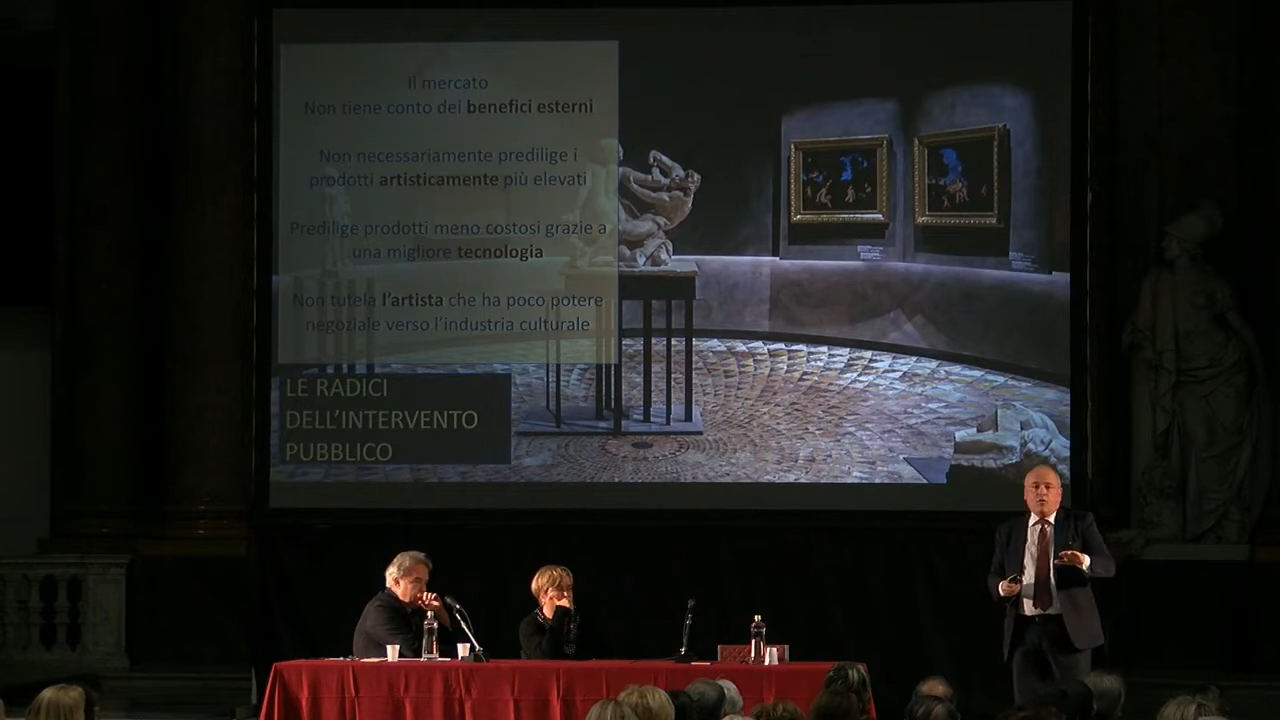 Il mercato
Non tiene conto dei benefici esterni
Non necessariamente predilige i
prodotti artisticamente più elevati
Predilige prodotti meno costosi grazie a
una migliore tecnologia
Non tutela l'artista che ha poco potere
negoziale verso l'industria culturale
LE RADICI
DELL'INTERVENTO
PUBBLICO